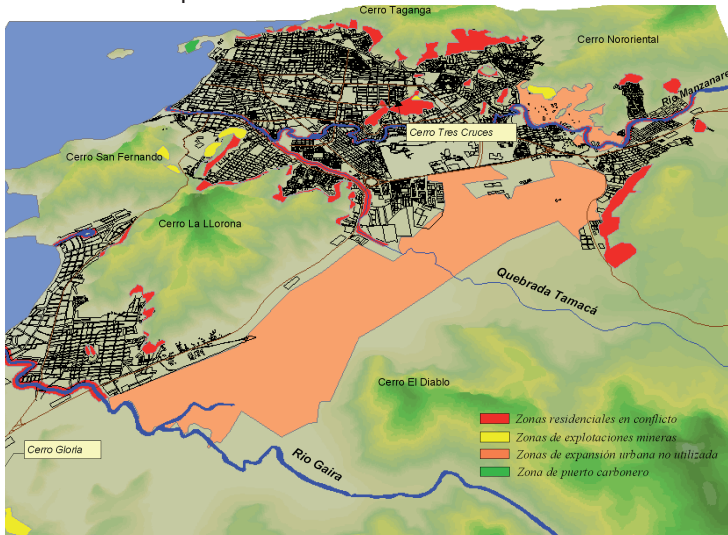 Cerro Taganga
Cerro Nororiental
Río Manzanare
Cerro Tres Cruces
Cerro San Fernando
Cerro La LLorona
Quebrada Tamacá
Cerro El Diablo
Zonas residenciales en conflicto
Zonas de explotaciones mineras
Zonas de expansión urbana no utilizada
Zona de puerto carbonero
Cerro Gloria
Rio Gaira